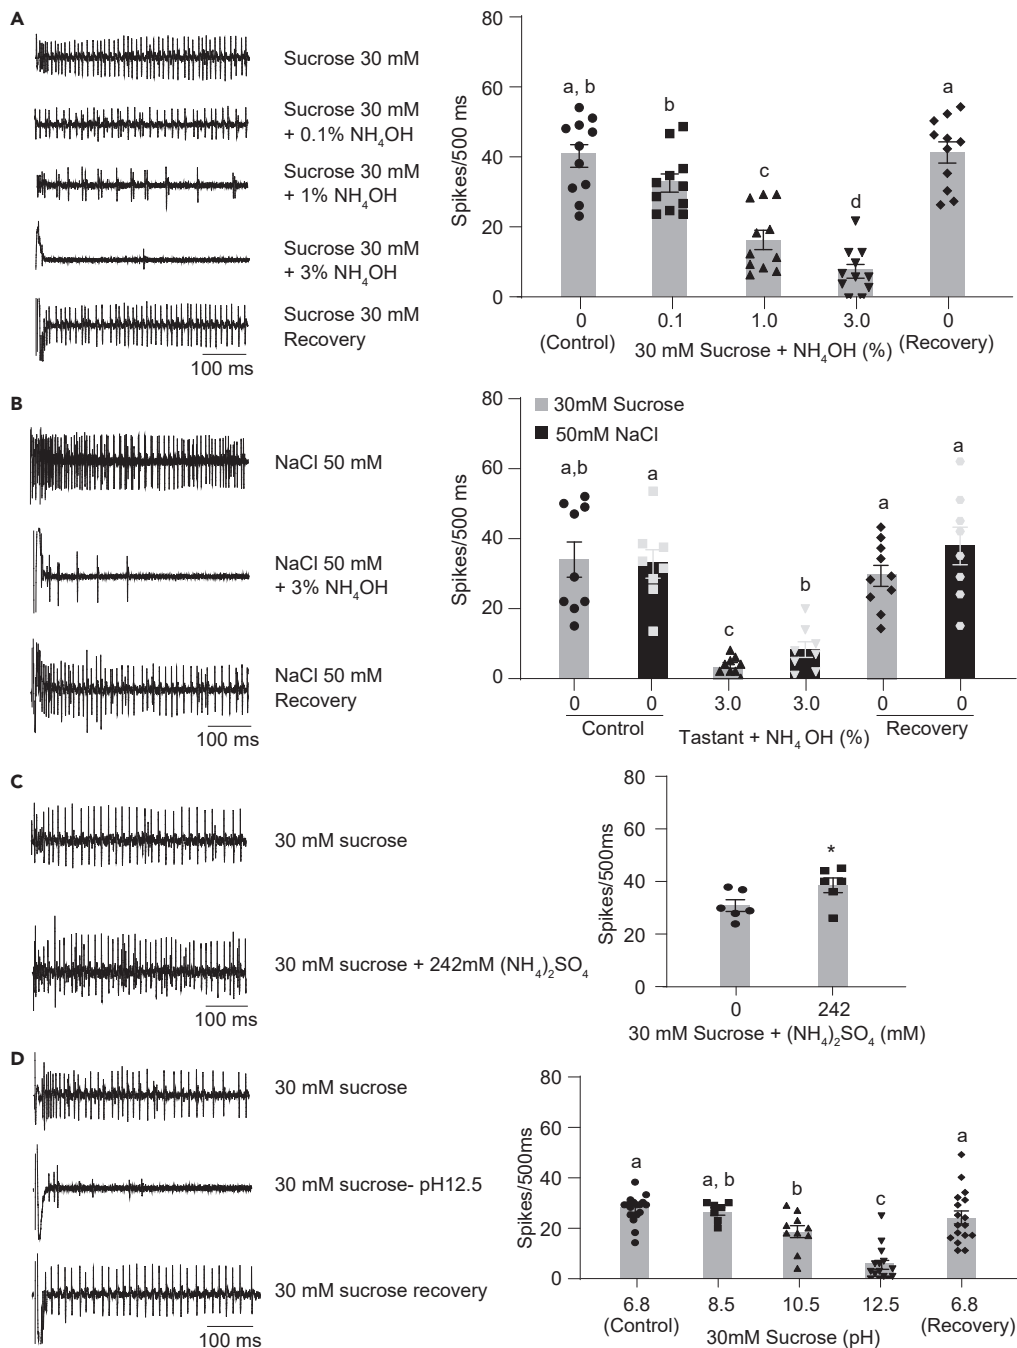 A
Sucrose 30 mM
Sucrose 30 mM
+ 0.1% NH4OH
Sucrose 30 mM
+ 1% NH4OH
Sucrose 30 mM
+ 3% NH4OH
Sucrose 30 mM
Recovery
100 ms
Spikes/500 ms
80
60
40
20
0
a, b
b
c
d
a
0
0.1
1.0
3.0
0
(Control)
30 mM Sucrose + NH4OH (%)
(Recovery)
B
NaCl 50 mM
NaCl 50 mM
+ 3% NH4OH
NaCl 50 mM
Recovery
100 ms
Spikes/500 ms
80
60
40
20
0
30mM Sucrose
50mM NaCl
a,b
a
c
b
a
a
0
0
3.0
3.0
0
0
Control
Tastant + NH4 OH (%)
Recovery
C
30 mM sucrose
30 mM sucrose + 242mM (NH4)2SO4
100 ms
Spikes/500ms
80
60
40
20
0
*
0
242
30 mM Sucrose + (NH4)2SO4 (mM)
D
30 mM sucrose
30 mM sucrose- pH12.5
30 mM sucrose recovery
100 ms
Spikes/500ms
80
60
40
20
0
a
a, b
b
c
a
6.8
8.5
10.5
12.5
6.8
(Control)
30mM Sucrose (pH)
(Recovery)